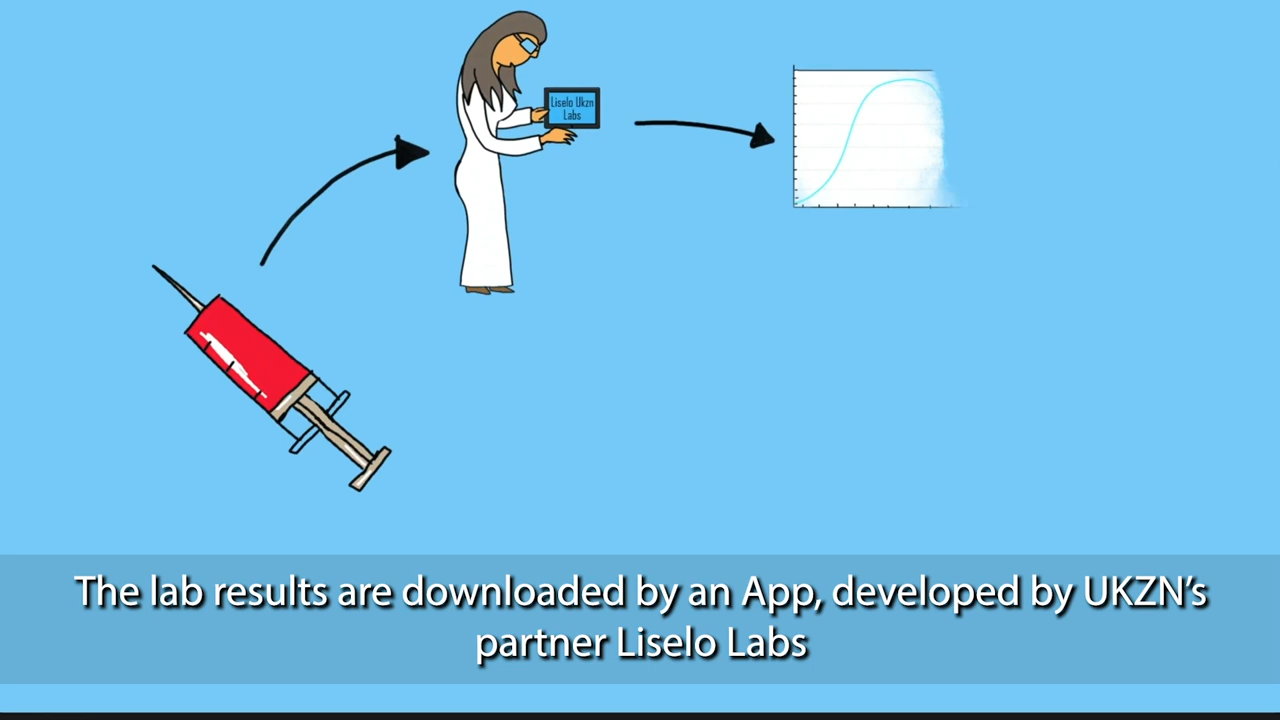 Liselo Ukzn
Labs
The lab results are downloaded by an App, developed by UKZN’s
partner Liselo Labs